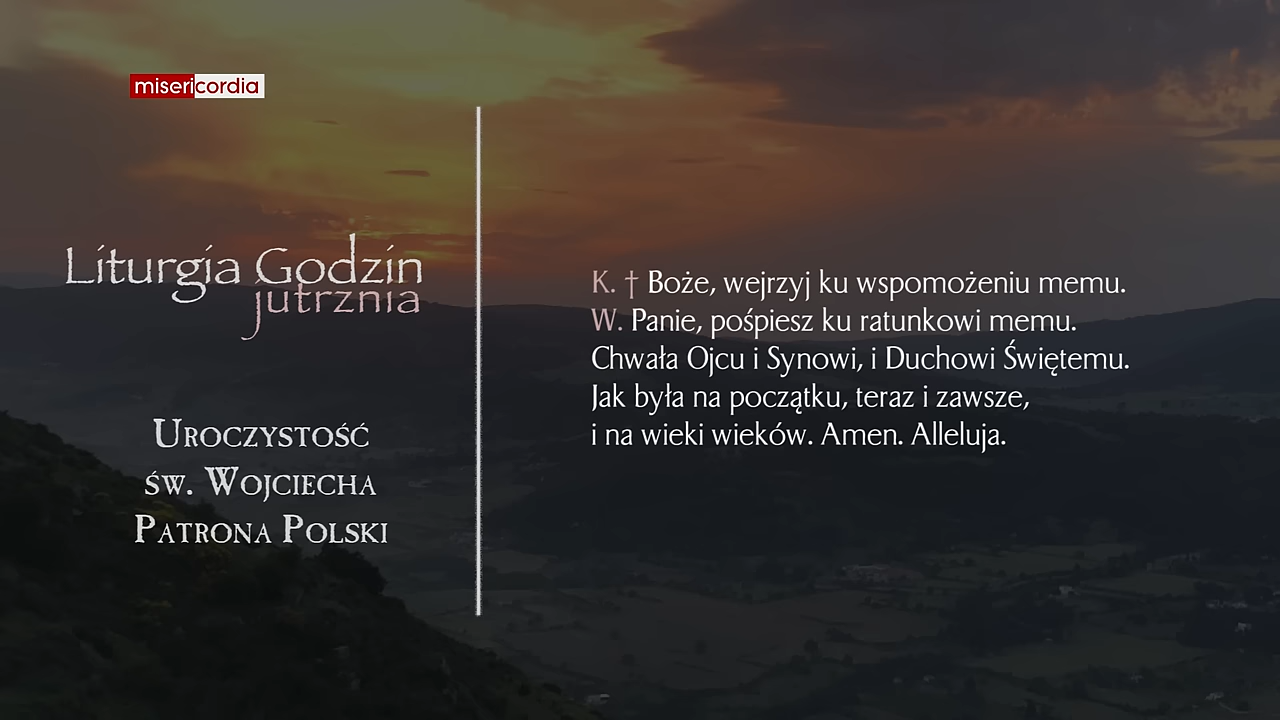 misericordia
Liturgia Godzin
jutrznia
Uroczystość
św. Wojciecha
Patrona Polski
K. † Boże, wejrzyj ku wspomożeniu memu.
W. Panie, pośpiesz ku ratunkowi memu.
Chwała Ojcu i Synowi, i Duchowi Świętemu.
Jak była na początku, teraz i zawsze,
i na wieki wieków. Amen. Alleluja.